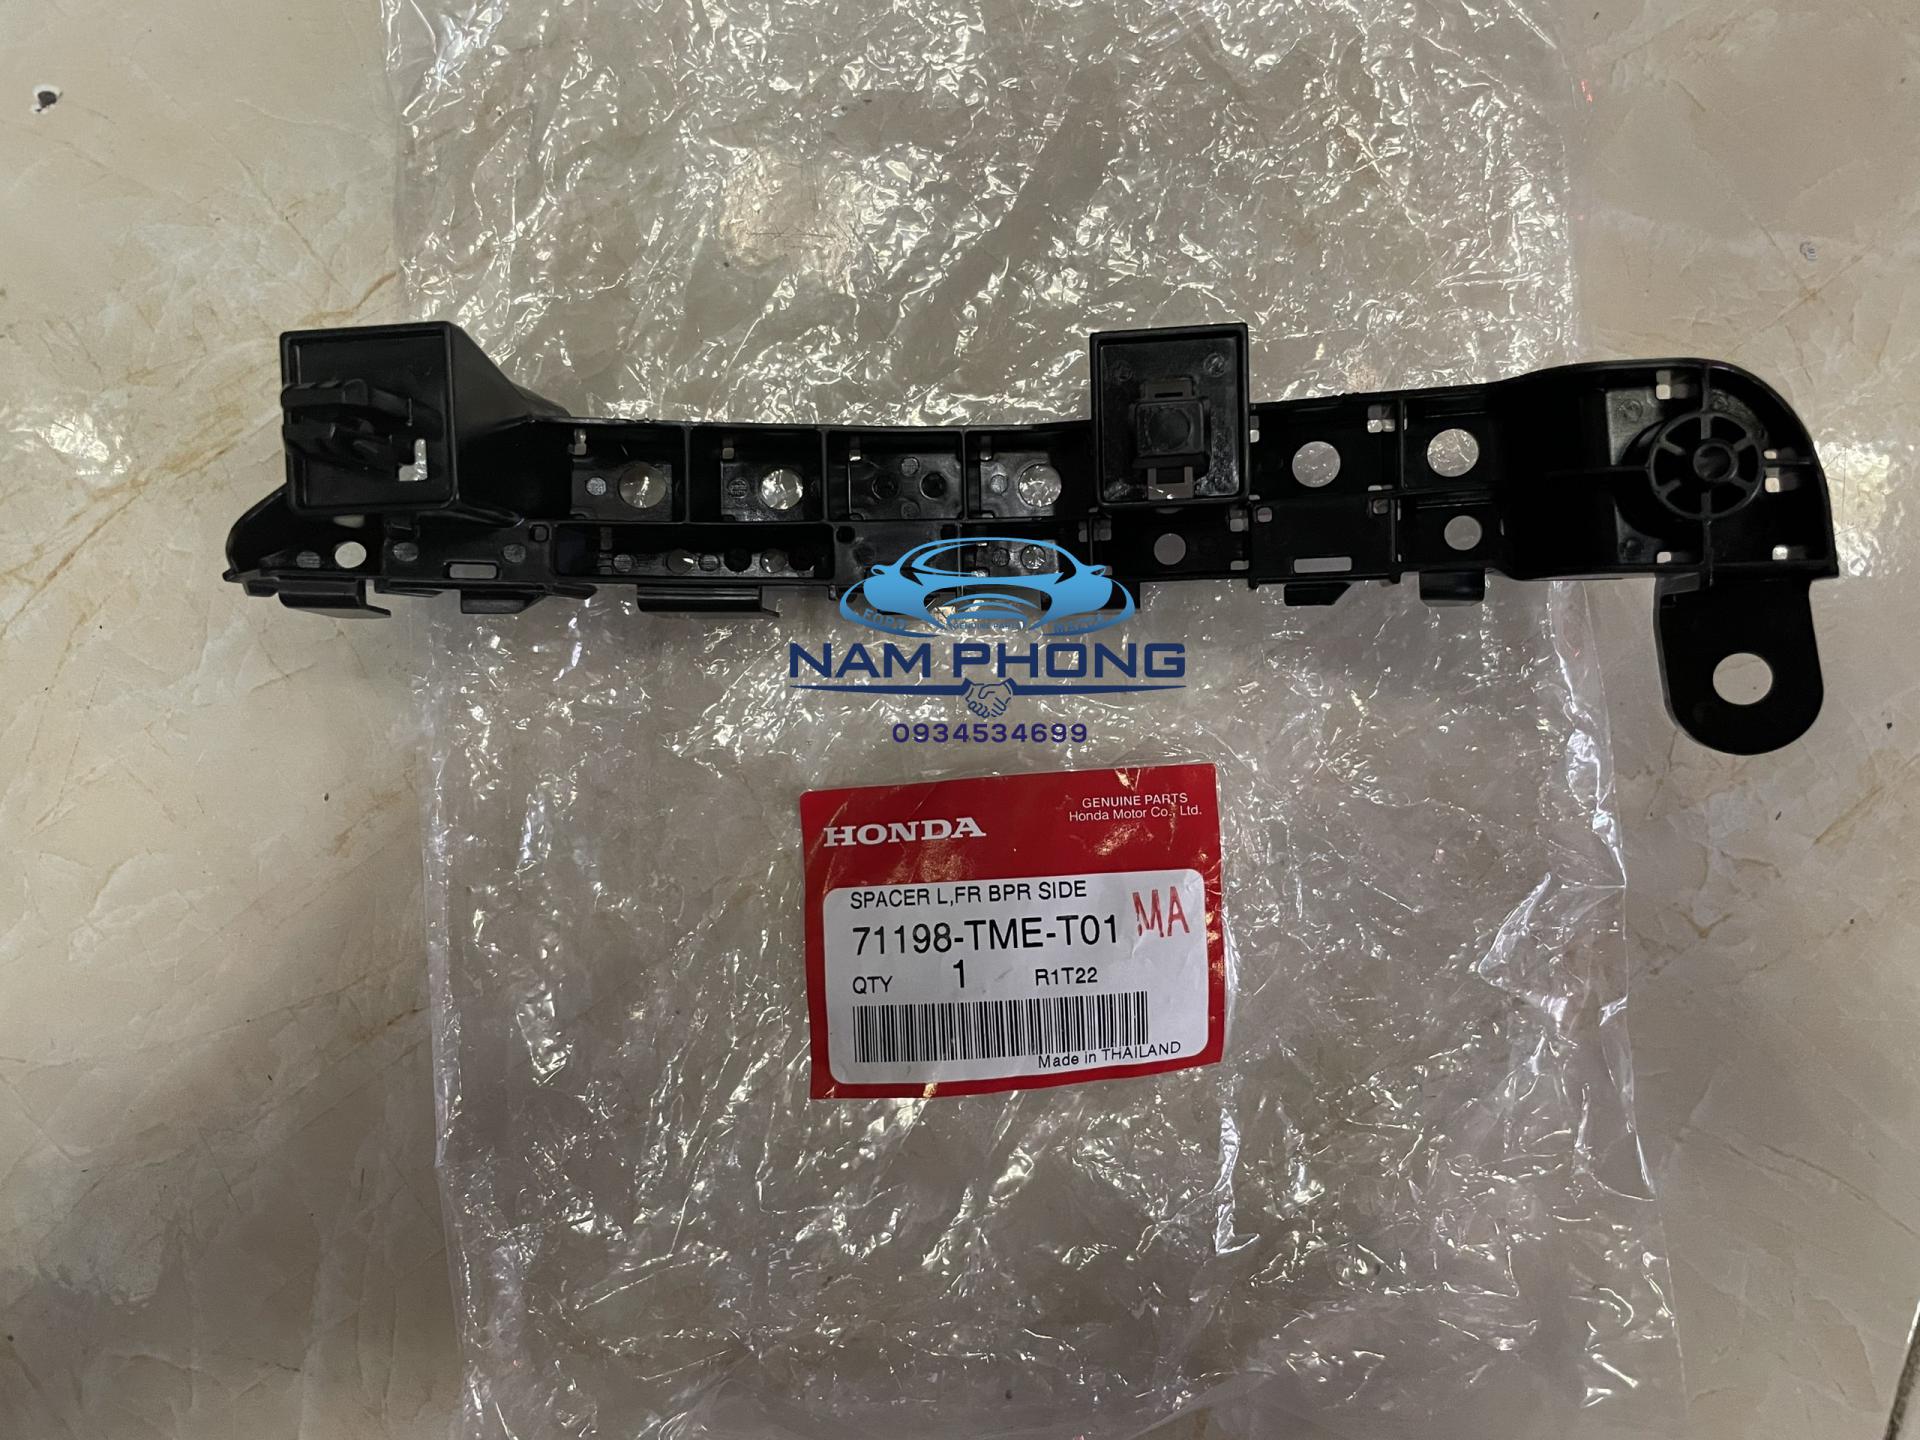 NAM PHONG
0934534699
HONDA
GENUINE PARTS
Honda Motor Co., Ltd.
SPACER L,FR BPR SIDE
71198-TME-T01 MA
QTY 1 R1T22
Made in THAILAND